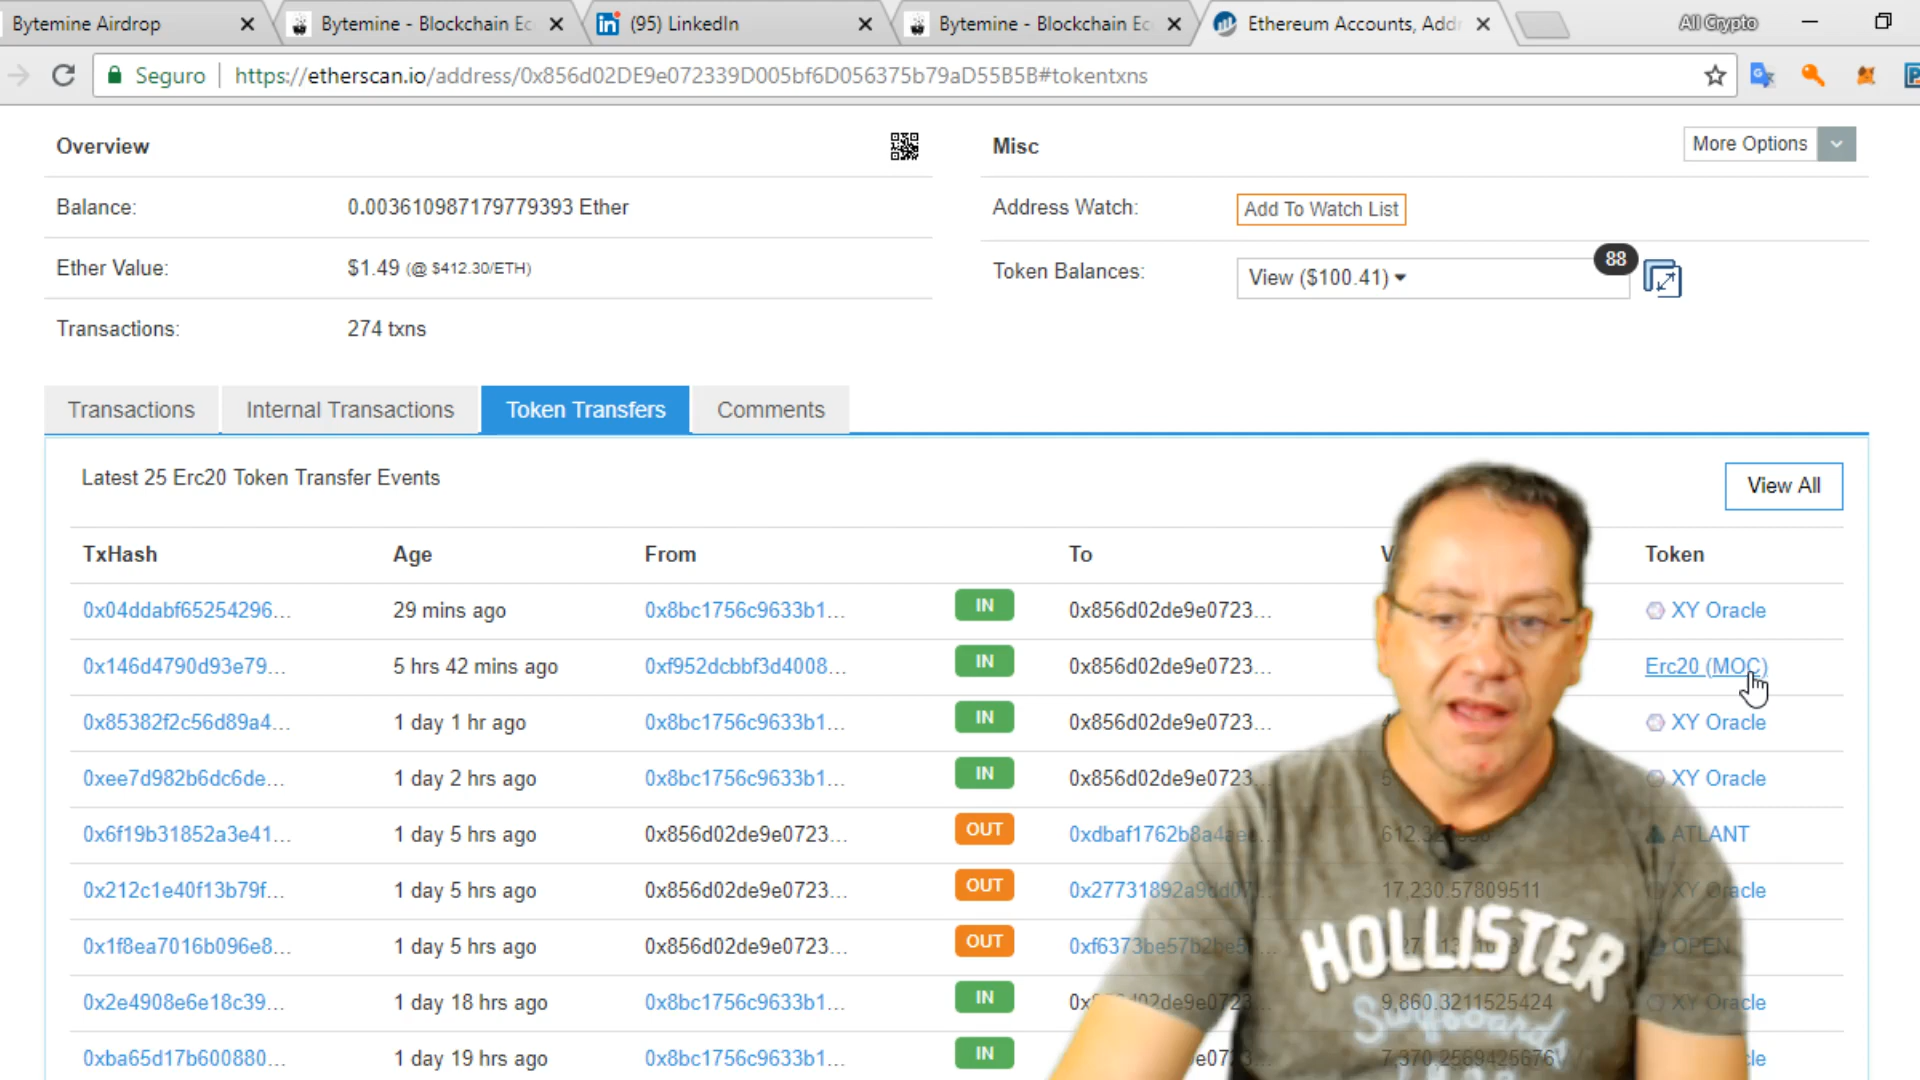 Bytemine Airdrop
Bytemine - Blockchain Ec
(95) LinkedIn
Bytemine - Blockchain Ec
Ethereum Accounts, Addr
All Crypto
Seguro
https://etherscan.io/address/0x856d02DE9e072339D005bf6D056375b79aD55B5B#tokentxns
Overview
Misc
More Options
Balance:
0.003610987179779393 Ether
Address Watch:
Add To Watch List
Ether Value:
$1.49 (@ $412.30/ETH)
Token Balances:
View ($100.41)
88
Transactions:
274 txns
Transactions
Internal Transactions
Token Transfers
Comments
Latest 25 Erc20 Token Transfer Events
View All
TxHash Age From To V Token
0x04ddabf65254296... 29 mins ago 0x8bc1756c9633b1... IN 0x856d02de9e0723... XY Oracle
0x146d4790d93e79... 5 hrs 42 mins ago 0xf952dcbbf3d4008... IN 0x856d02de9e0723... Erc20 (MOC)
0x85382f2c56d89a4... 1 day 1 hr ago 0x8bc1756c9633b1... IN 0x856d02de9e0723... XY Oracle
0xee7d982b6dc6de... 1 day 2 hrs ago 0x8bc1756c9633b1... IN 0x856d02de9e0723... XY Oracle
0x6f19b31852a3e41... 1 day 5 hrs ago 0x856d02de9e0723... OUT ATLANT
0x212c1e40f13b79f... 1 day 5 hrs ago 0x856d02de9e0723... OUT 17,230.57809511 XY Oracle
0x1f8ea7016b096e8... 1 day 5 hrs ago 0x856d02de9e0723... OUT OPEN
0x2e4908e6e18c39... 1 day 18 hrs ago 0x8bc1756c9633b1... IN 9,860.3211525424 XY Oracle
0xba65d17b600880... 1 day 19 hrs ago 0x8bc1756c9633b1... IN 7,370.2569425676
HOLLISTER